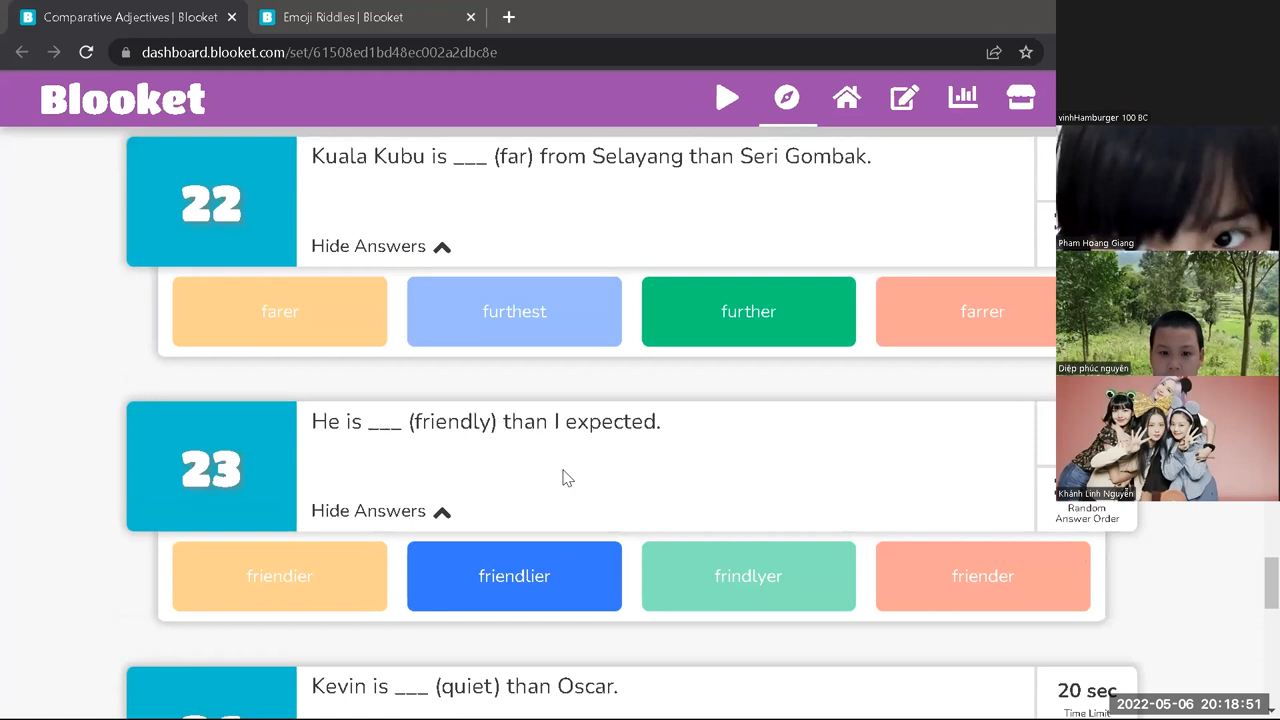 Comparative Adjectives | Blooket
Emoji Riddles | Blooket
dashboard.blooket.com/set/61508ed1bd48ec002a2dbc8e
Blooket
22
Kuala Kubu is ___ (far) from Selayang than Seri Gombak.
Hide Answers
farer
furthest
further
farrer
23
He is ___ (friendly) than I expected.
Hide Answers
Random
Answer Order
friendier
friendlier
frindlyer
friender
Kevin is ___ (quiet) than Oscar.
20 sec
Time Limit
vinhHamburger 100 BC
Pham Hoang Giang
Diệp phúc nguyên
Khánh Linh Nguyễn
2022-05-06 20:18:51